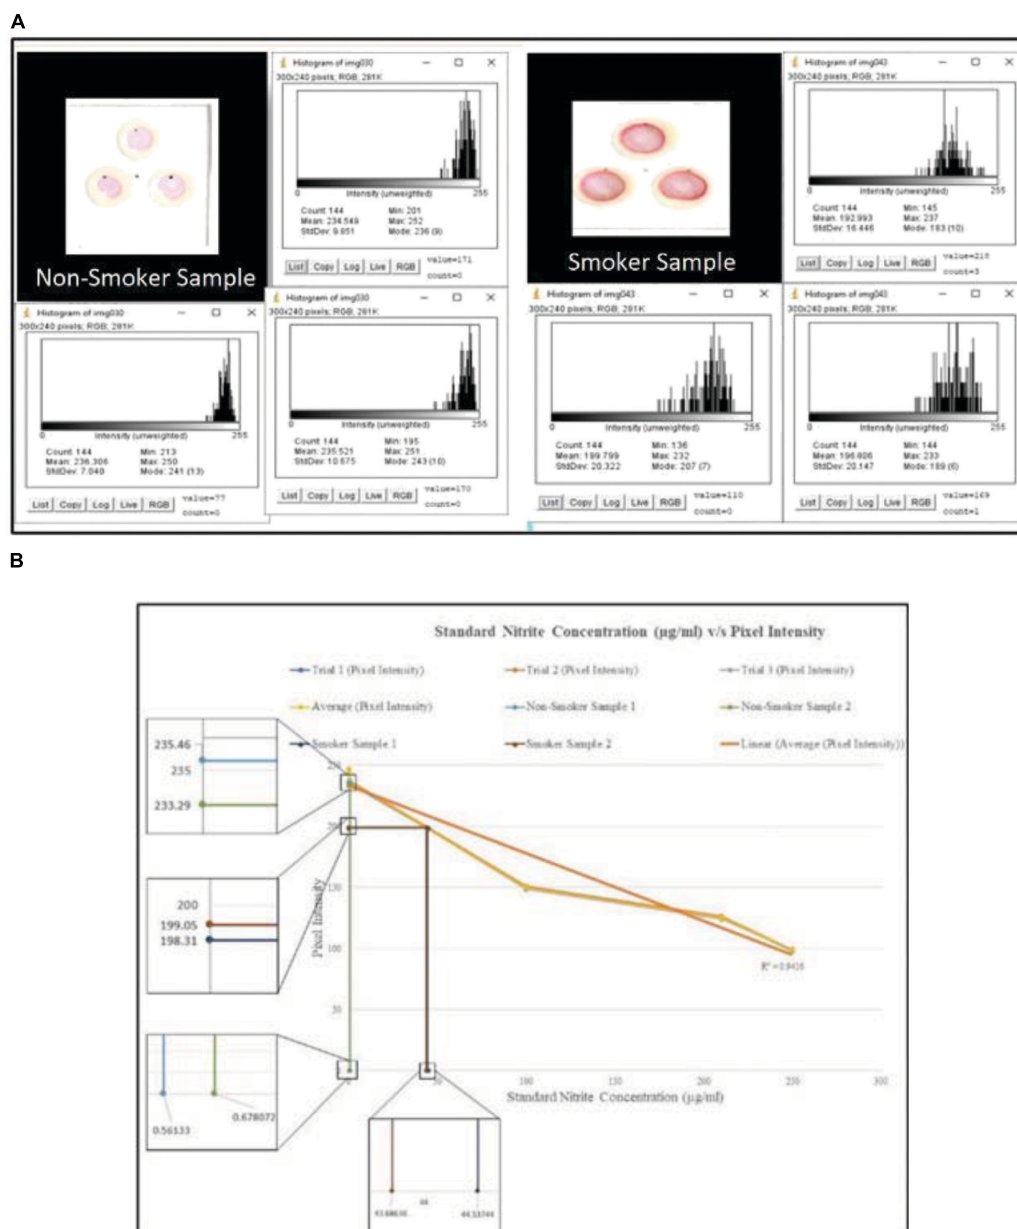 A
Non-Smoker Sample
Histogram of img030
300x240 pixels; RGB; 281K
0 255
Intensity (unweighted)
Count: 144 Min: 201
Mean: 234.549 Max: 252
StdDev: 9.851 Mode: 236 (9)
List Copy Log Live RGB
value=171
count=0
Histogram of img030
300x240 pixels; RGB; 281K
0 255
Intensity (unweighted)
Count: 144 Min: 213
Mean: 236.306 Max: 250
StdDev: 7.049 Mode: 241 (13)
List Copy Log Live RGB
value=77
count=0
Histogram of img030
300x240 pixels; RGB; 281K
0 255
Intensity (unweighted)
Count: 144 Min: 195
Mean: 235.521 Max: 251
StdDev: 10.675 Mode: 243 (10)
List Copy Log Live RGB
value=170
count=0
Smoker Sample
Histogram of img043
300x240 pixels; RGB; 281K
0 255
Intensity (unweighted)
Count: 144 Min: 145
Mean: 192.993 Max: 237
StdDev: 16.446 Mode: 183 (10)
List Copy Log Live RGB
value=218
count=3
Histogram of img043
300x240 pixels; RGB; 281K
0 255
Intensity (unweighted)
Count: 144 Min: 136
Mean: 199.799 Max: 232
StdDev: 20.322 Mode: 207 (7)
List Copy Log Live RGB
value=110
count=0
Histogram of img043
300x240 pixels; RGB; 281K
0 255
Intensity (unweighted)
Count: 144 Min: 144
Mean: 196.806 Max: 233
StdDev: 20.147 Mode: 189 (6)
List Copy Log Live RGB
value=169
count=1
B
Standard Nitrite Concentration (µg/ml) v/s Pixel Intensity
Trial 1 (Pixel Intensity) Trial 2 (Pixel Intensity) Trial 3 (Pixel Intensity)
Average (Pixel Intensity) Non-Smoker Sample 1 Non-Smoker Sample 2
Smoker Sample 1 Smoker Sample 2 Linear (Average (Pixel Intensity))
235.46
235
233.29
200
199.05
198.31
Pixel Intensity
250
150
100
50
100 150 200 250 300
Standard Nitrite Concentration (µg/ml)
0.56133
0.678072
44